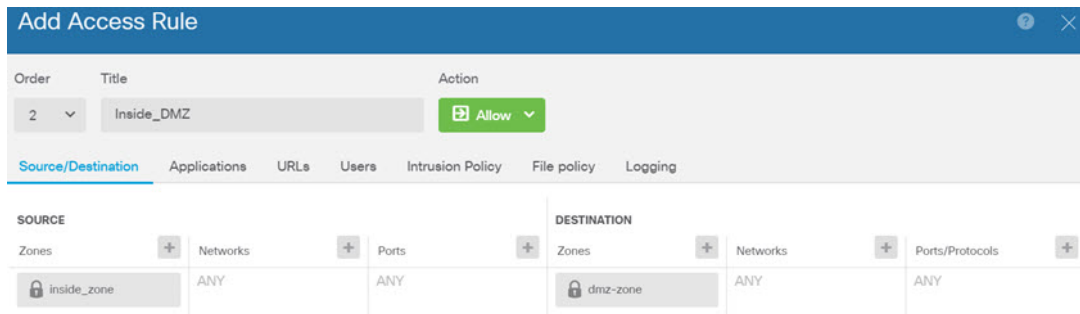 Add Access Rule
Order Title Action
2 Inside_DMZ Allow
Source/Destination Applications URLs Users Intrusion Policy File policy Logging
SOURCE DESTINATION
Zones Networks Ports Zones Networks Ports/Protocols
inside_zone ANY ANY dmz-zone ANY ANY